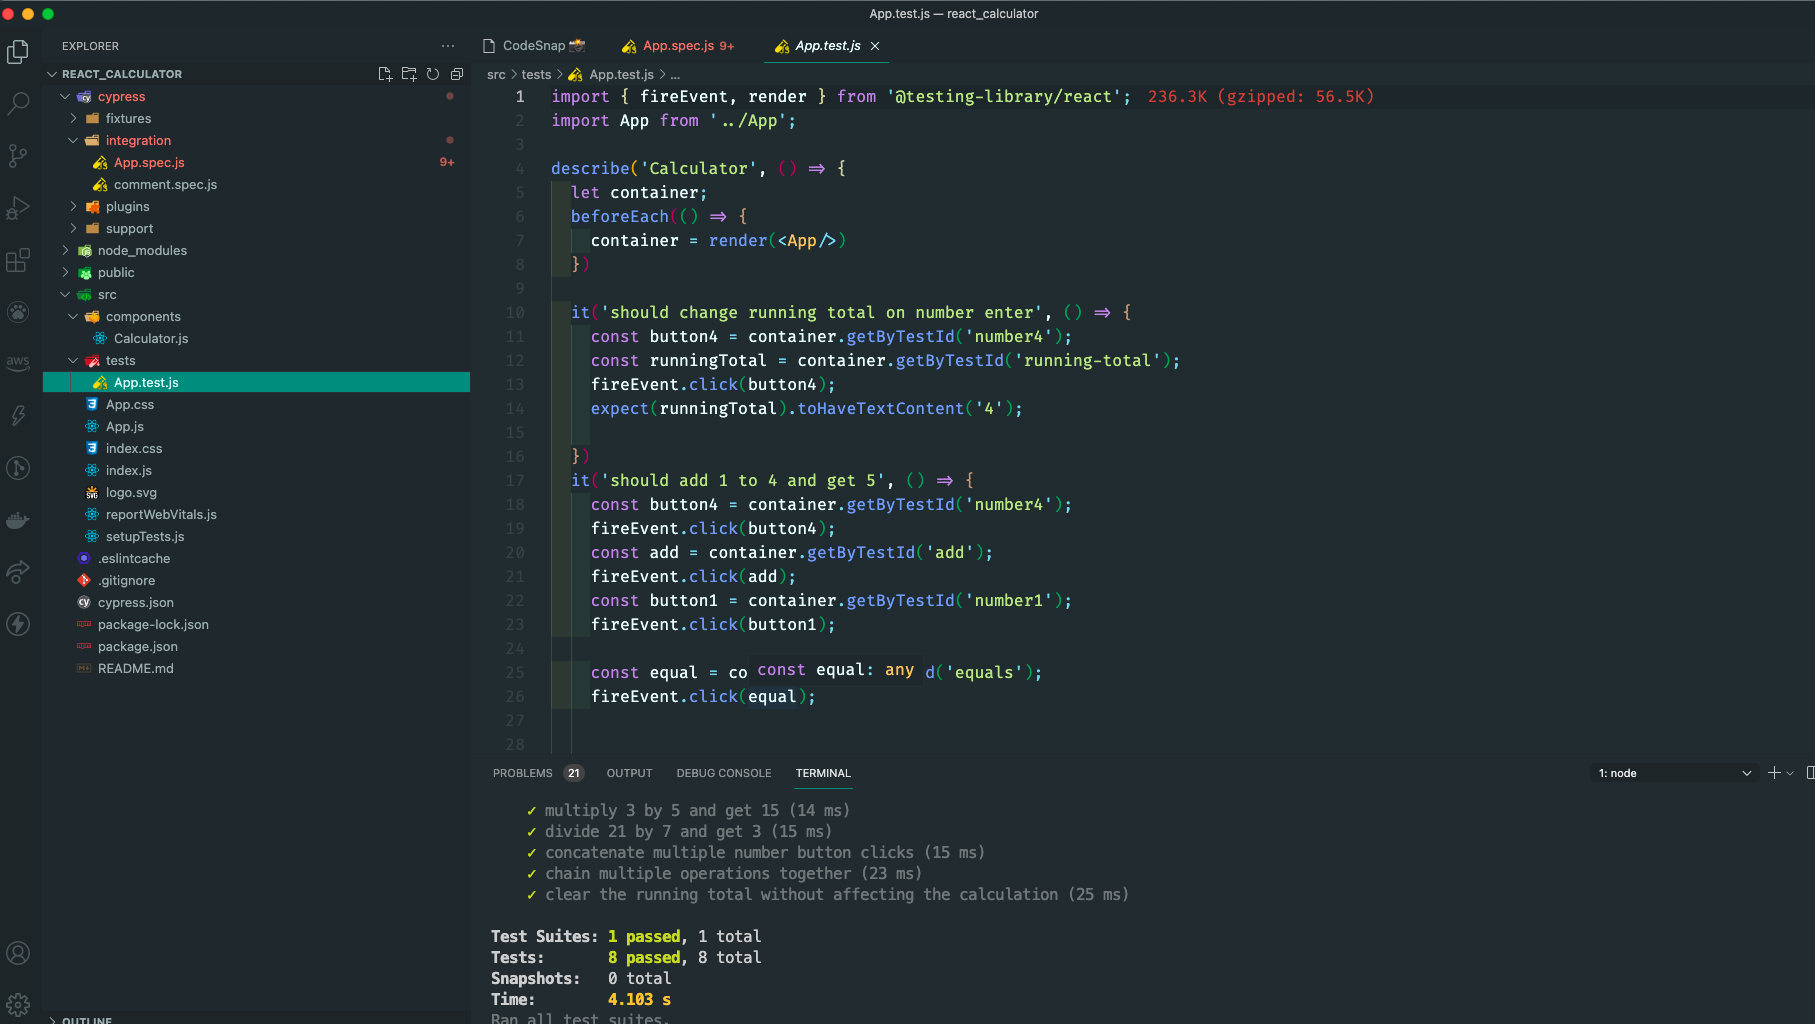 App.test.js — react_calculator
EXPLORER
CodeSnap 📸
App.spec.js 9+
App.test.js
REACT_CALCULATOR
src > tests > App.test.js > ...
cypress
fixtures
integration
App.spec.js 9+
comment.spec.js
plugins
support
node_modules
public
src
components
Calculator.js
tests
App.test.js
App.css
App.js
index.css
index.js
logo.svg
reportWebVitals.js
setupTests.js
.eslintcache
.gitignore
cypress.json
package-lock.json
package.json
README.md
OUTLINE
aws
1 import { fireEvent, render } from '@testing-library/react'; 236.3K (gzipped: 56.5K)
2 import App from '../App';
3
4 describe('Calculator', () => {
5 let container;
6 beforeEach(() => {
7 container = render(<App/>)
8 })
9
10 it('should change running total on number enter', () => {
11 const button4 = container.getByTestId('number4');
12 const runningTotal = container.getByTestId('running-total');
13 fireEvent.click(button4);
14 expect(runningTotal).toHaveTextContent('4');
15
16 })
17 it('should add 1 to 4 and get 5', () => {
18 const button4 = container.getByTestId('number4');
19 fireEvent.click(button4);
20 const add = container.getByTestId('add');
21 fireEvent.click(add);
22 const button1 = container.getByTestId('number1');
23 fireEvent.click(button1);
24
25 const equal = co const equal: any d('equals');
26 fireEvent.click(equal);
27
28
PROBLEMS 21 OUTPUT DEBUG CONSOLE TERMINAL 1: node
✓ multiply 3 by 5 and get 15 (14 ms)
✓ divide 21 by 7 and get 3 (15 ms)
✓ concatenate multiple number button clicks (15 ms)
✓ chain multiple operations together (23 ms)
✓ clear the running total without affecting the calculation (25 ms)
Test Suites: 1 passed, 1 total
Tests: 8 passed, 8 total
Snapshots: 0 total
Time: 4.103 s
Ran all test suites.